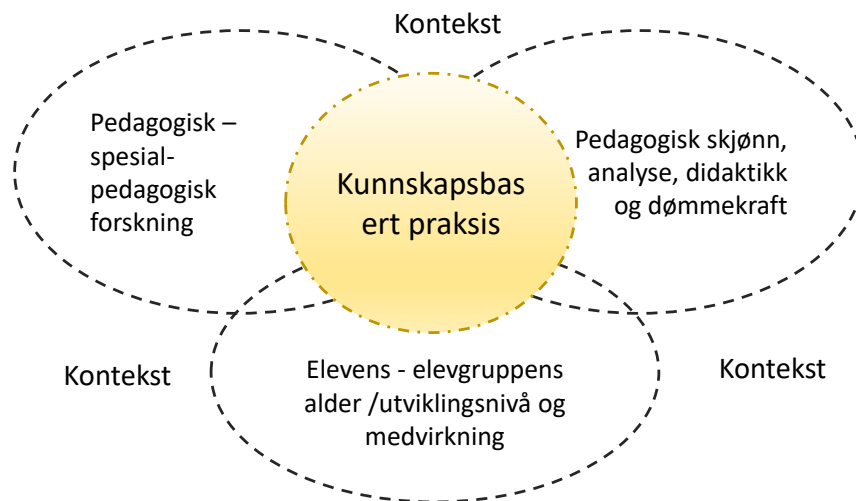 Kontekst
Pedagogisk –
spesial-
pedagogisk
forskning
Kunnskapsbas
ert praksis
Pedagogisk skjønn,
analyse, didaktikk
og dømmekraft
Kontekst
Elevens - elevgruppens
alder /utviklingsnivå og
medvirkning
Kontekst